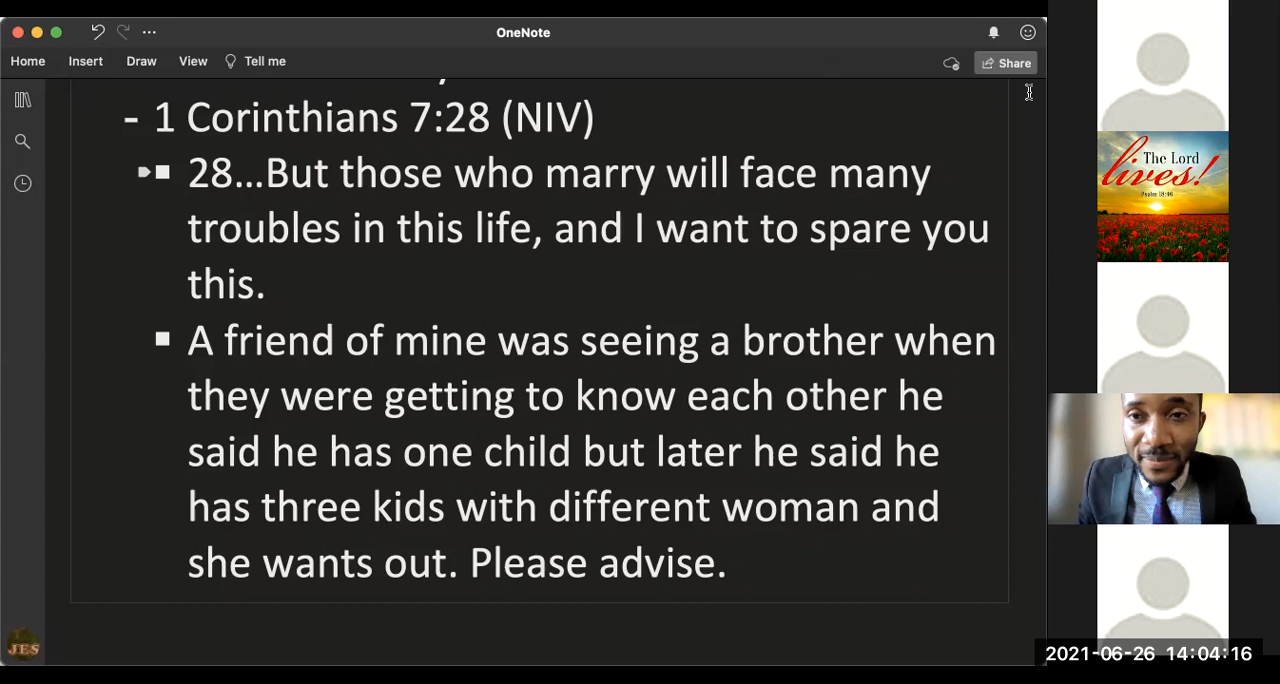 OneNote
Home Insert Draw View Tell me Share
- 1 Corinthians 7:28 (NIV)
28...But those who marry will face many
troubles in this life, and I want to spare you
this.
A friend of mine was seeing a brother when
they were getting to know each other he
said he has one child but later he said he
has three kids with different woman and
she wants out. Please advise.
JES
The Lord
lives!
Psalm 18:46
2021-06-26 14:04:16